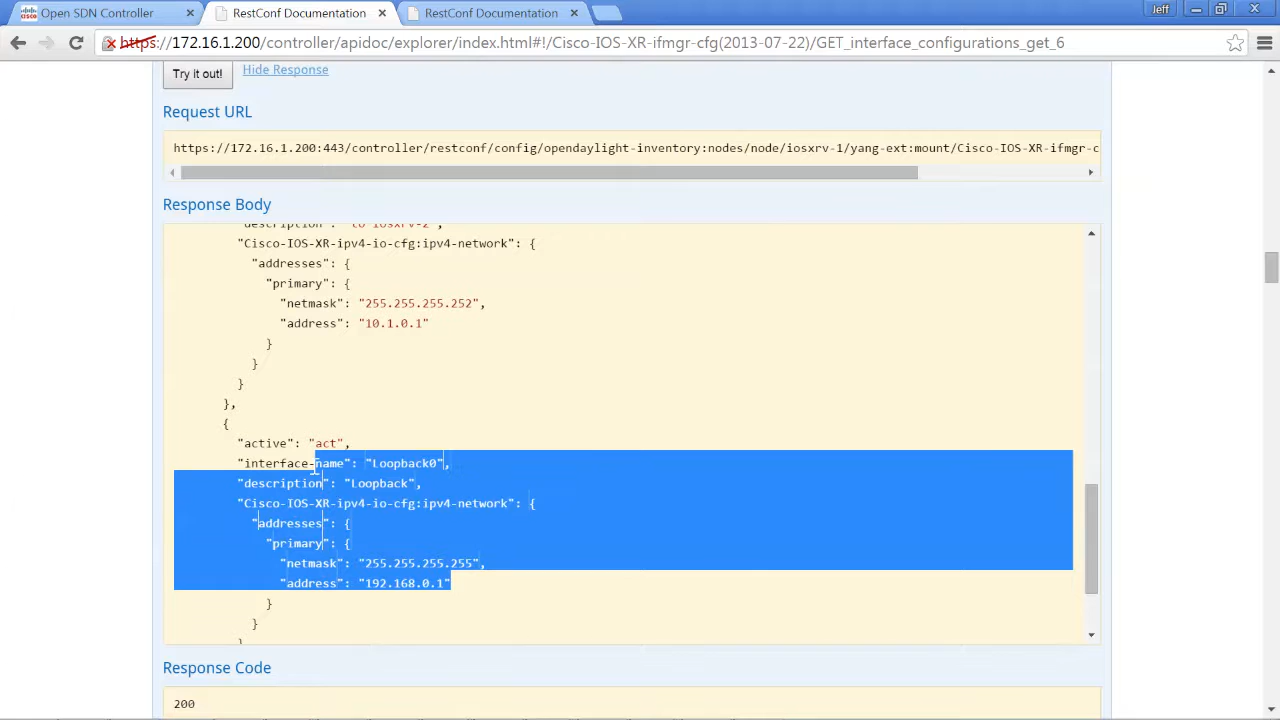 cisco Open SDN Controller × RestConf Documentation × RestConf Documentation × Jeff
https://172.16.1.200/controller/apidoc/explorer/index.html#!/Cisco-IOS-XR-ifmgr-cfg(2013-07-22)/GET_interface_configurations_get_6
Try it out! Hide Response
Request URL
https://172.16.1.200:443/controller/restconf/config/opendaylight-inventory:nodes/node/iosxrv-1/yang-ext:mount/Cisco-IOS-XR-ifmgr-c
Response Body
"description": "to iosxrv-2",
"Cisco-IOS-XR-ipv4-io-cfg:ipv4-network": {
"addresses": {
"primary": {
"netmask": "255.255.255.252",
"address": "10.1.0.1"
}
}
}
},
{
"active": "act",
"interface-name": "Loopback0",
"description": "Loopback",
"Cisco-IOS-XR-ipv4-io-cfg:ipv4-network": {
"addresses": {
"primary": {
"netmask": "255.255.255.255",
"address": "192.168.0.1"
}
}
}
Response Code
200